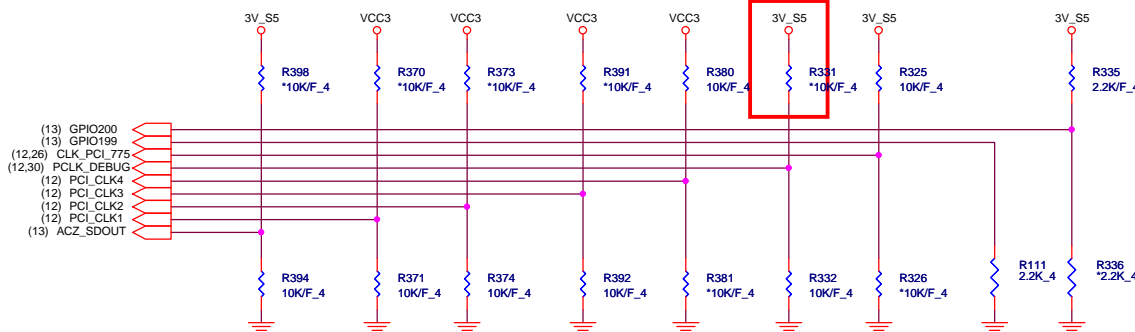 3V_S5 VCC3 VCC3 VCC3 VCC3 3V_S5 3V_S5 3V_S5
R398 R370 R373 R391 R380 R331 R325 R335
*10K/F_4 *10K/F_4 *10K/F_4 *10K/F_4 10K/F_4 *10K/F_4 10K/F_4 2.2K/F_4
(13) GPIO200
(13) GPIO199
(12,26) CLK_PCI_775
(12,30) PCLK_DEBUG
(12) PCI_CLK4
(12) PCI_CLK3
(12) PCI_CLK2
(12) PCI_CLK1
(13) ACZ_SDOUT
R394 R371 R374 R392 R381 R332 R326 R111 R336
10K/F_4 10K/F_4 10K/F_4 10K/F_4 *10K/F_4 10K/F_4 *10K/F_4 2.2K_4 *2.2K_4